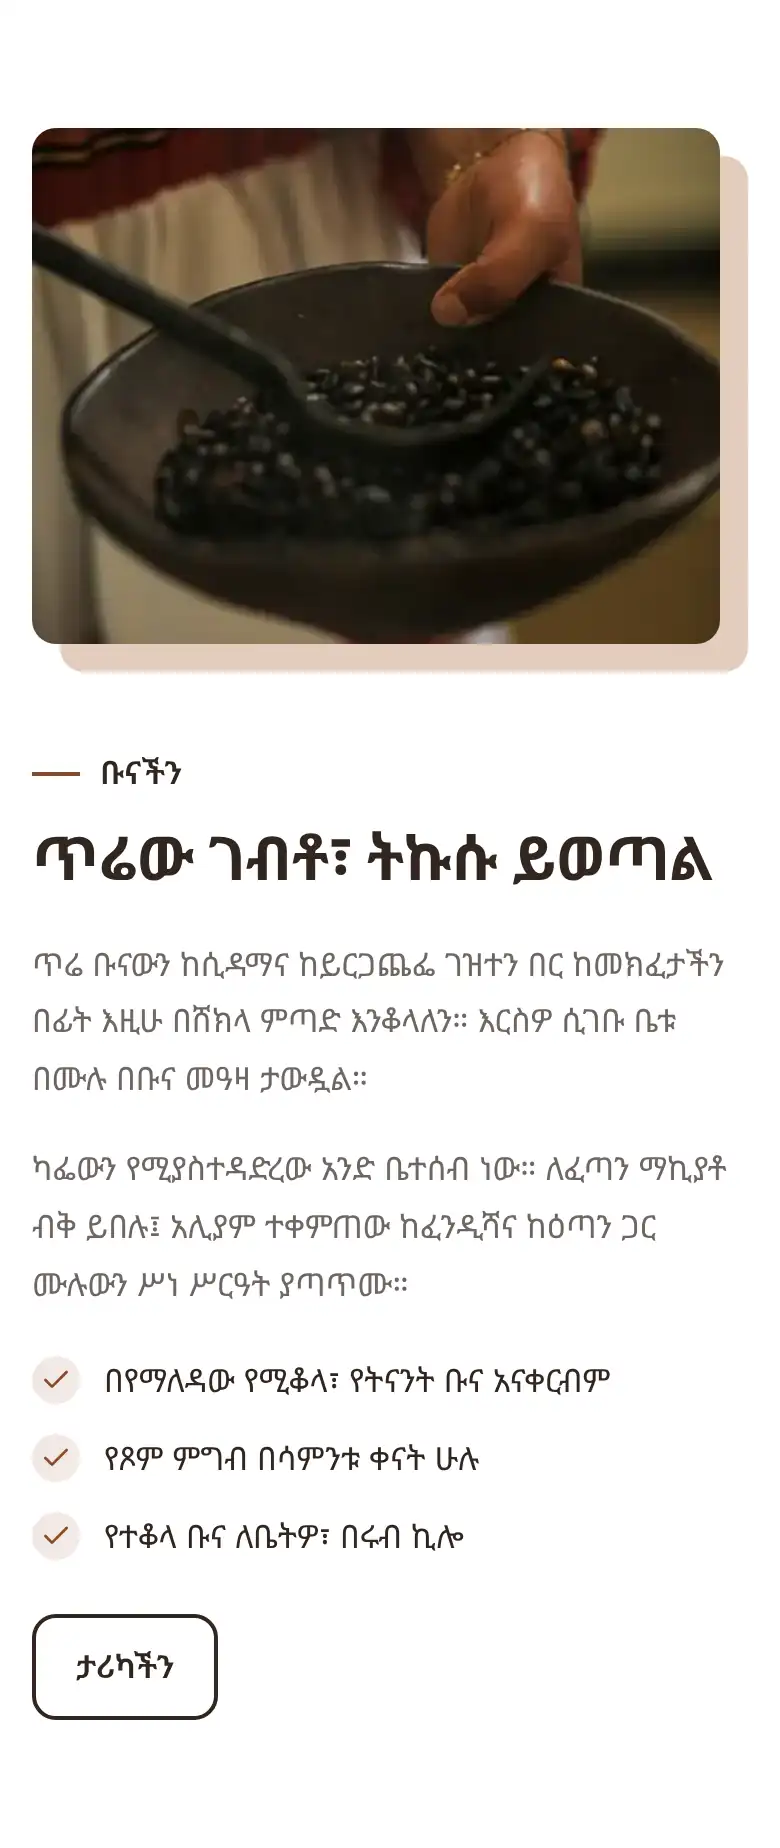 ቡናችን
ጥሬው ገብቶ፣ ትኩሱ ይወጣል
ጥሬ ቡናውን ከሲዳማና ከይርጋጨፌ ገዝተን በር ከመክፈታችን
በፊት እዚሁ በሸክላ ምጣድ እንቆላለን። እርስዎ ሲገቡ ቤቱ
በሙሉ በቡና መዓዛ ታውዷል።
ካፌውን የሚያስተዳድረው አንድ ቤተሰብ ነው። ለፈጣን ማኪያቶ
ብቅ ይበሉ፤ አሊያም ተቀምጠው ከፈንዲሻና ከዕጣን ጋር
ሙሉውን ሥነ ሥርዓት ያጣጥሙ።
በየማለዳው የሚቆላ፣ የትናንት ቡና አናቀርብም
የጾም ምግብ በሳምንቱ ቀናት ሁሉ
የተቆላ ቡና ለቤትዎ፣ በሩብ ኪሎ
ታሪካችን